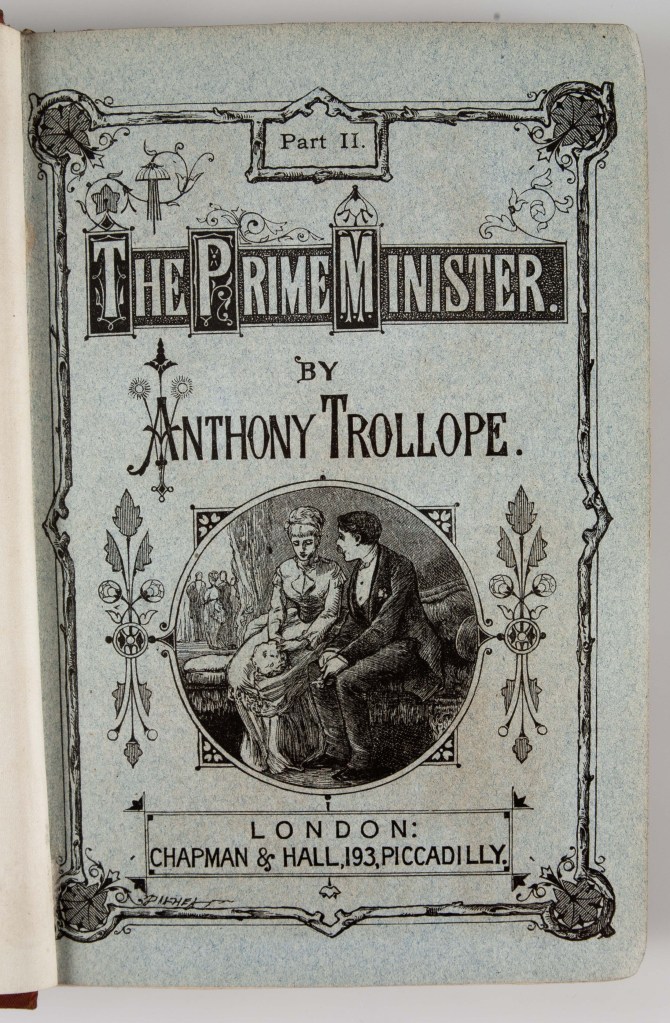 Part II.
THE PRIME MINISTER.
BY
ANTHONY TROLLOPE.
LONDON:
CHAPMAN & HALL, 193, PICCADILLY.